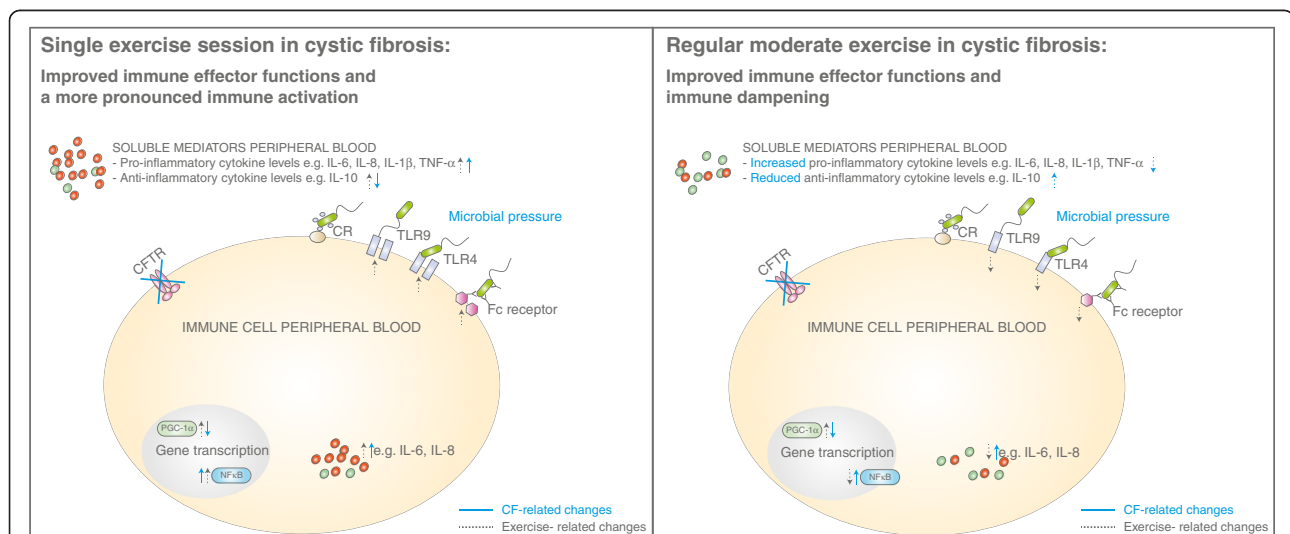 Single exercise session in cystic fibrosis:
Improved immune effector functions and
a more pronounced immune activation
SOLUBLE MEDIATORS PERIPHERAL BLOOD
- Pro-inflammatory cytokine levels e.g. IL-6, IL-8, IL-1β, TNF-α
- Anti-inflammatory cytokine levels e.g. IL-10
Microbial pressure
CR
TLR9
TLR4
CFTR
Fc receptor
IMMUNE CELL PERIPHERAL BLOOD
PGC-1α
Gene transcription
NFκB
e.g. IL-6, IL-8
CF-related changes
Exercise- related changes
Regular moderate exercise in cystic fibrosis:
Improved immune effector functions and
immune dampening
SOLUBLE MEDIATORS PERIPHERAL BLOOD
- Increased pro-inflammatory cytokine levels e.g. IL-6, IL-8, IL-1β, TNF-α
- Reduced anti-inflammatory cytokine levels e.g. IL-10
Microbial pressure
CR
TLR9
TLR4
CFTR
Fc receptor
IMMUNE CELL PERIPHERAL BLOOD
PGC-1α
Gene transcription
NFκB
e.g. IL-6, IL-8
CF-related changes
Exercise- related changes